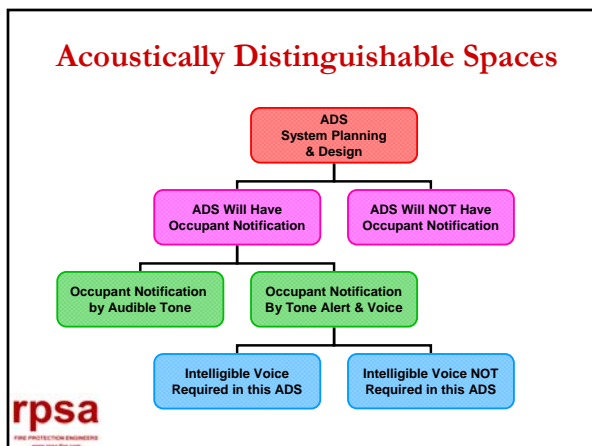 Acoustically Distinguishable Spaces
ADS
System Planning
& Design
ADS Will Have
Occupant Notification
ADS Will NOT Have
Occupant Notification
Occupant Notification
by Audible Tone
Occupant Notification
By Tone Alert & Voice
Intelligible Voice
Required in this ADS
Intelligible Voice NOT
Required in this ADS
rpsa
FIRE PROTECTION ENGINEERS